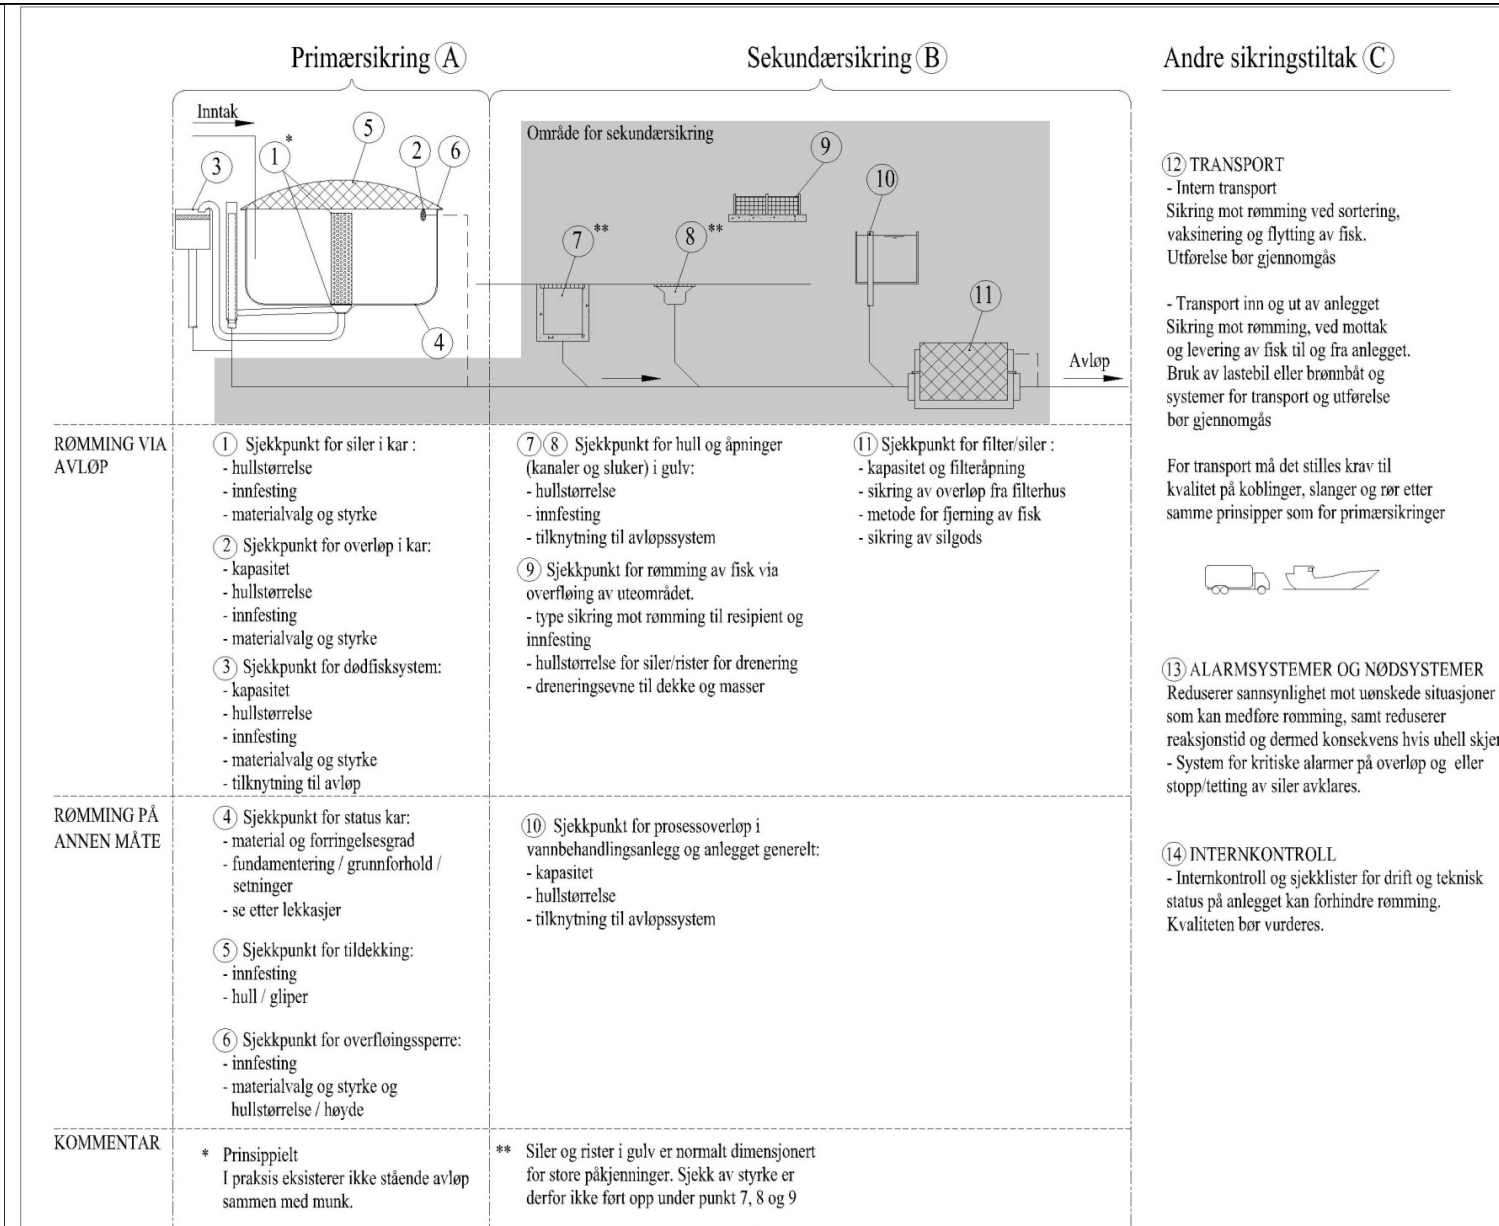 Primærsikring A
Sekundærsikring B
Andre sikringstiltak C
Inntak
1
*
2
3
4
5
6
Område for sekundærsikring
7
**
8
**
9
10
11
Avløp
RØMMING VIA
AVLØP
1 Sjekkpunkt for siler i kar :
- hullstørrelse
- innfesting
- materialvalg og styrke
2 Sjekkpunkt for overløp i kar:
- kapasitet
- hullstørrelse
- innfesting
- materialvalg og styrke
3 Sjekkpunkt for dødfisksystem:
- kapasitet
- hullstørrelse
- innfesting
- materialvalg og styrke
- tilknytning til avløp
7 8 Sjekkpunkt for hull og åpninger
(kanaler og sluker) i gulv:
- hullstørrelse
- innfesting
- tilknytning til avløpssystem
9 Sjekkpunkt for rømming av fisk via
overfløing av uteområdet.
- type sikring mot rømming til resipient og
innfesting
- hullstørrelse for siler/rister for drenering
- dreneringsevne til dekke og masser
11 Sjekkpunkt for filter/siler :
- kapasitet og filteråpning
- sikring av overløp fra filterhus
- metode for fjerning av fisk
- sikring av silgods
RØMMING PÅ
ANNEN MÅTE
4 Sjekkpunkt for status kar:
- material og forringelsesgrad
- fundamentering / grunnforhold /
setninger
- se etter lekkasjer
5 Sjekkpunkt for tildekking:
- innfesting
- hull / gliper
6 Sjekkpunkt for overfløingssperre:
- innfesting
- materialvalg og styrke og
hullstørrelse / høyde
10 Sjekkpunkt for prosessoverløp i
vannbehandlingsanlegg og anlegget generelt:
- kapasitet
- hullstørrelse
- tilknytning til avløpssystem
KOMMENTAR
* Prinsippielt
I praksis eksisterer ikke stående avløp
sammen med munk.
** Siler og rister i gulv er normalt dimensjonert
for store påkjenninger. Sjekk av styrke er
derfor ikke ført opp under punkt 7, 8 og 9
12 TRANSPORT
- Intern transport
Sikring mot rømming ved sortering,
vaksinering og flytting av fisk.
Utførelse bør gjennomgås
- Transport inn og ut av anlegget
Sikring mot rømming, ved mottak
og levering av fisk til og fra anlegget.
Bruk av lastebil eller brønnbåt og
systemer for transport og utførelse
bør gjennomgås
For transport må det stilles krav til
kvalitet på koblinger, slanger og rør etter
samme prinsipper som for primærsikringer
13 ALARMSYSTEMER OG NØDSYSTEMER
Reduserer sannsynlighet mot uønskede situasjoner
som kan medføre rømming, samt reduserer
reaksjonstid og dermed konsekvens hvis uhell skjer
- System for kritiske alarmer på overløp og eller
stopp/tetting av siler avklares.
14 INTERNKONTROLL
- Internkontroll og sjekklister for drift og teknisk
status på anlegget kan forhindre rømming.
Kvaliteten bør vurderes.